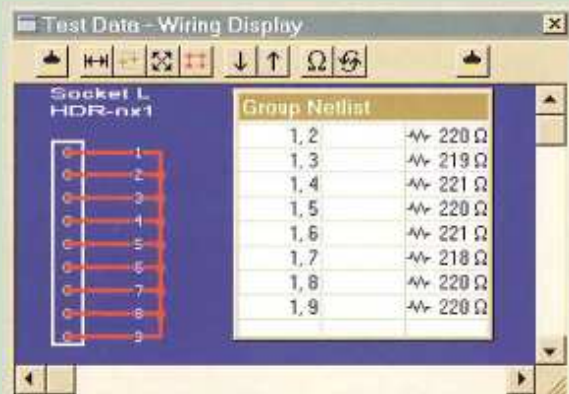 Test Data - Wiring Display
Ω
Socket L
HDR-nx1
1
2
3
4
5
6
7
8
9
Group Netlist
1, 2 220 Ω
1, 3 219 Ω
1, 4 221 Ω
1, 5 220 Ω
1, 6 221 Ω
1, 7 218 Ω
1, 8 220 Ω
1, 9 220 Ω